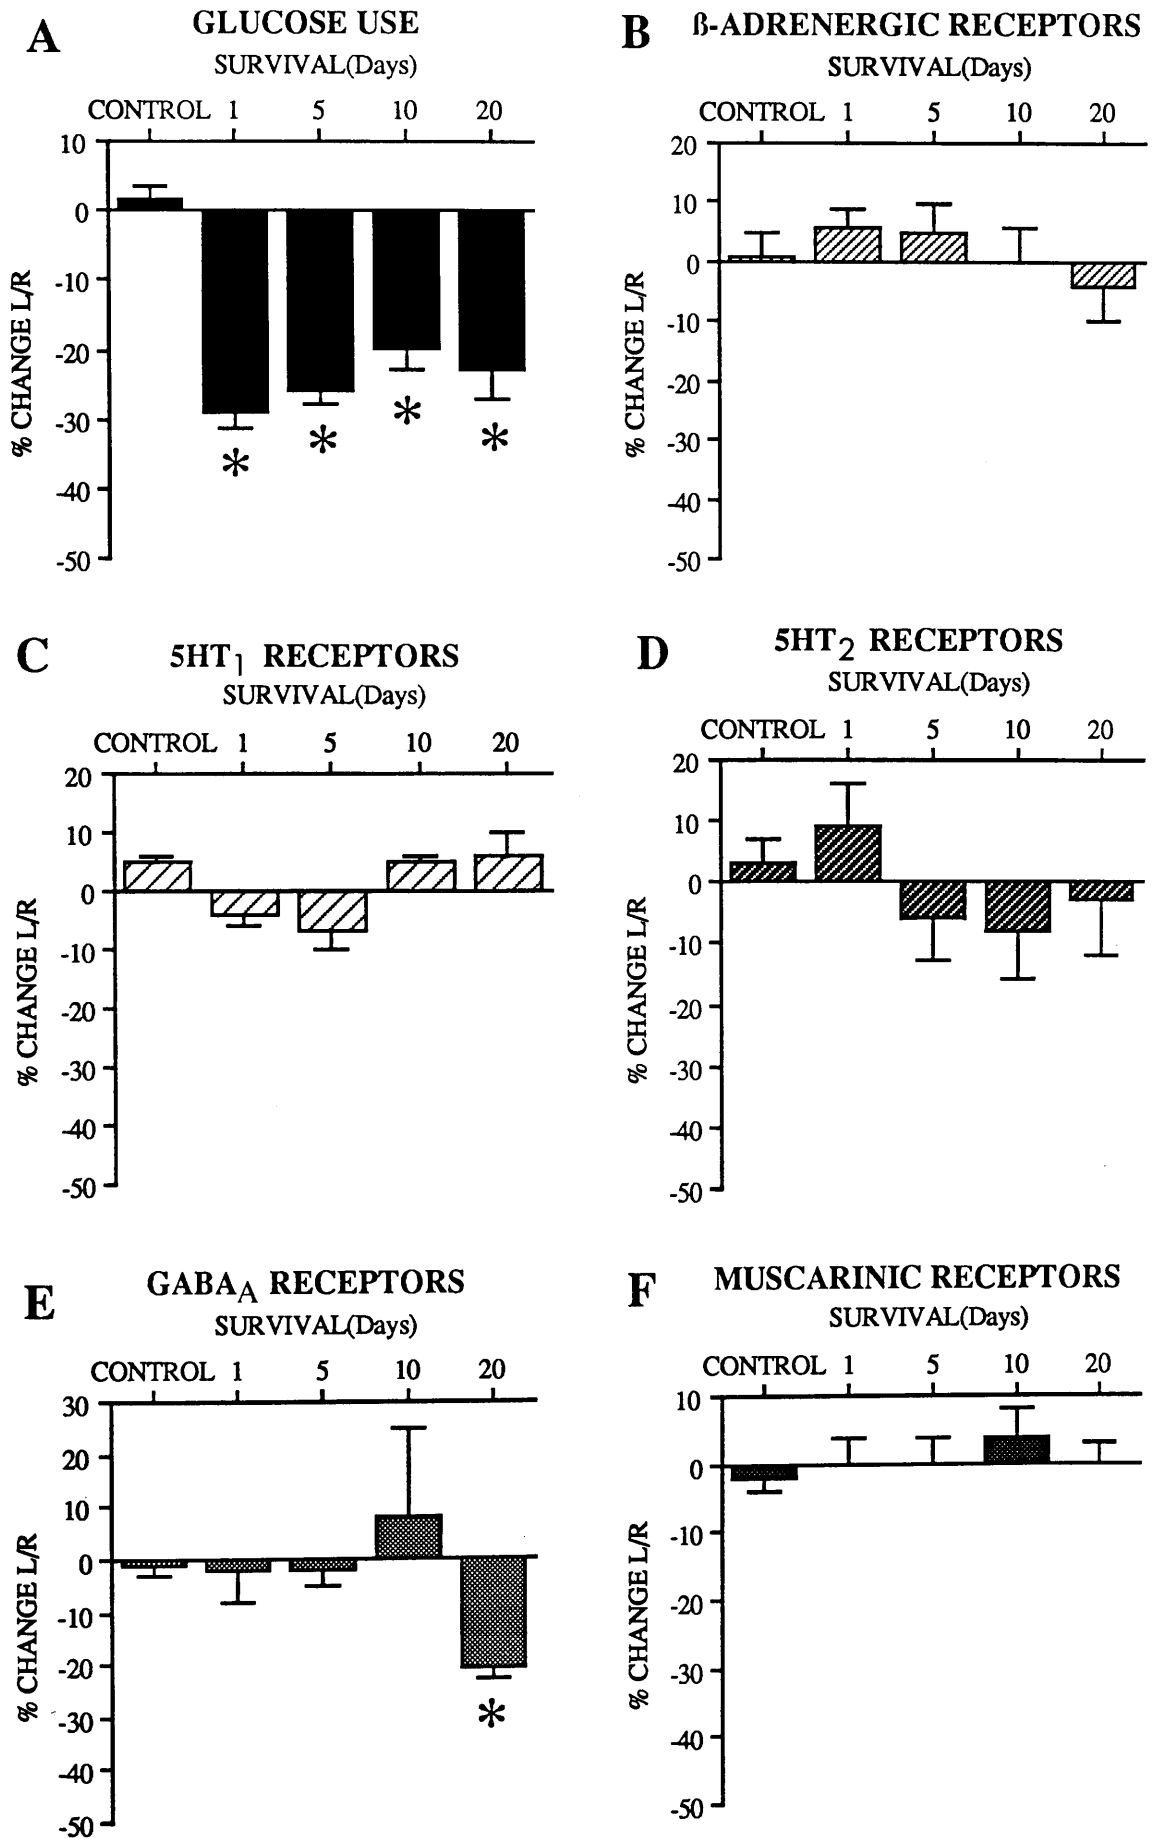 A
GLUCOSE USE
SURVIVAL(Days)
CONTROL 1 5 10 20
10
0
-10
-20
-30
-40
-50
% CHANGE L/R
*
*
*
*
B
ß-ADRENERGIC RECEPTORS
SURVIVAL(Days)
CONTROL 1 5 10 20
20
10
0
-10
-20
-30
-40
-50
% CHANGE L/R
C
5HT1 RECEPTORS
SURVIVAL(Days)
CONTROL 1 5 10 20
20
10
0
-10
-20
-30
-40
-50
% CHANGE L/R
D
5HT2 RECEPTORS
SURVIVAL(Days)
CONTROL 1 5 10 20
20
10
0
-10
-20
-30
-40
-50
% CHANGE L/R
E
GABAA RECEPTORS
SURVIVAL(Days)
CONTROL 1 5 10 20
30
20
10
0
-10
-20
-30
-40
-50
% CHANGE L/R
*
F
MUSCARINIC RECEPTORS
SURVIVAL(Days)
CONTROL 1 5 10 20
10
0
-10
-20
-30
-40
-50
% CHANGE L/R